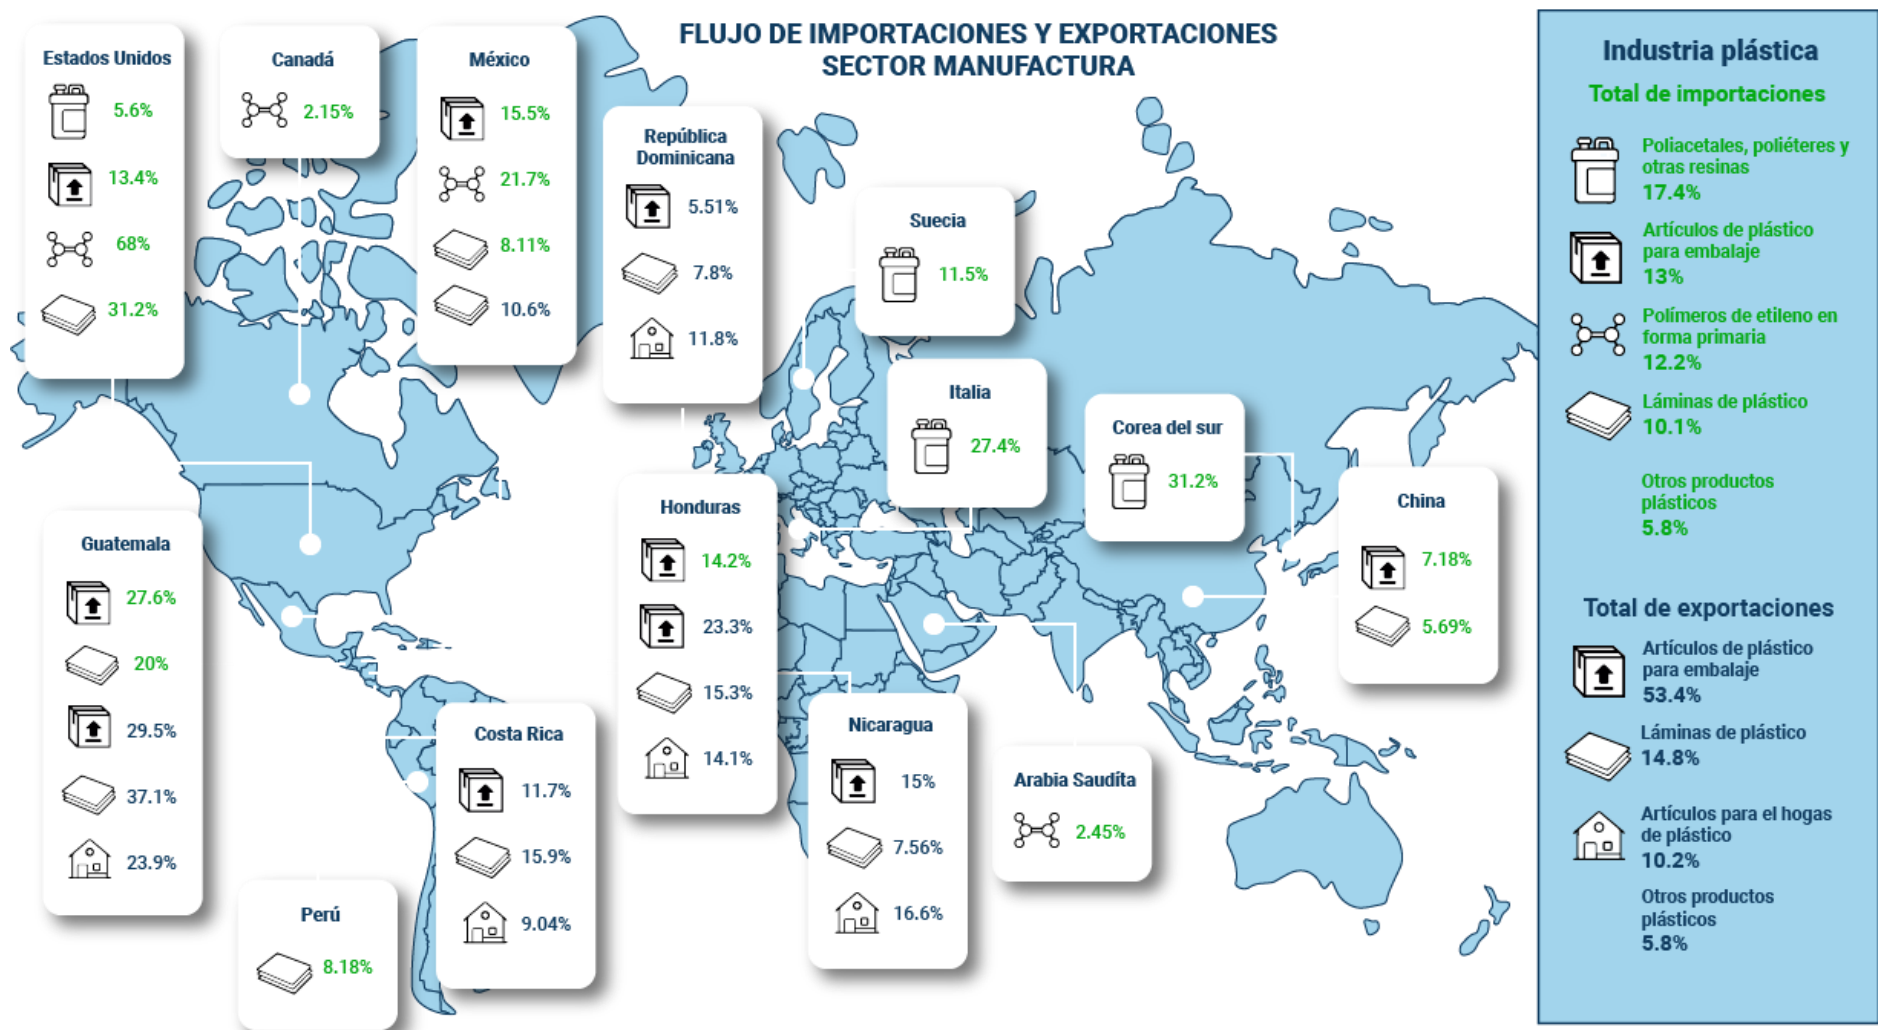 FLUJO DE IMPORTACIONES Y EXPORTACIONES
SECTOR MANUFACTURA
Estados Unidos
5.6%
13.4%
68%
31.2%
Canadá
2.15%
México
15.5%
21.7%
8.11%
10.6%
República
Dominicana
5.51%
7.8%
11.8%
Suecia
11.5%
Italia
27.4%
Corea del sur
31.2%
China
7.18%
5.69%
Guatemala
27.6%
20%
29.5%
37.1%
23.9%
Honduras
14.2%
23.3%
15.3%
14.1%
Costa Rica
11.7%
15.9%
9.04%
Nicaragua
15%
7.56%
16.6%
Arabia Saudíta
2.45%
Perú
8.18%
Industria plástica
Total de importaciones
Poliacetales, poliéteres y
otras resinas
17.4%
Artículos de plástico
para embalaje
13%
Polímeros de etileno en
forma primaria
12.2%
Láminas de plástico
10.1%
Otros productos
plásticos
5.8%
Total de exportaciones
Artículos de plástico
para embalaje
53.4%
Láminas de plástico
14.8%
Artículos para el hogas
de plástico
10.2%
Otros productos
plásticos
5.8%